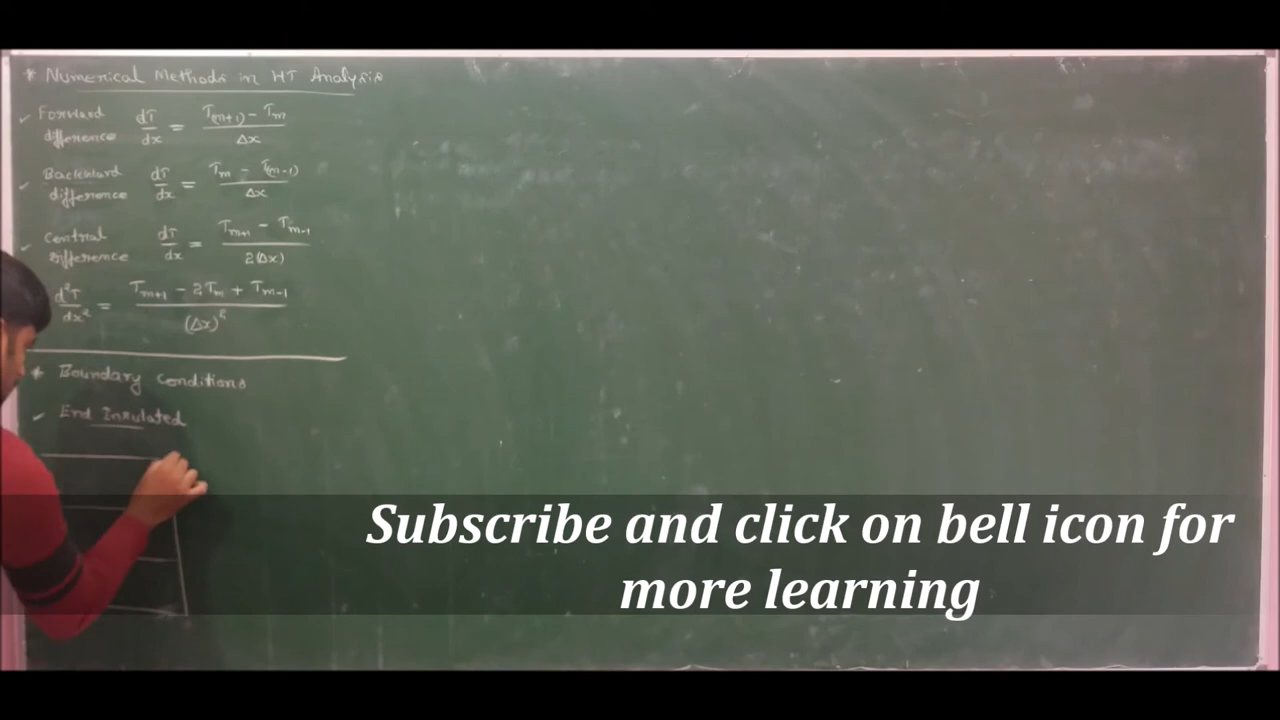 * Numerical Methods in HT Analysis
✓ Forward difference dT/dx = (T(m+1) - Tm)/Δx
✓ Backward difference dT/dx = (Tm - T(m-1))/Δx
✓ Central difference dT/dx = (Tm+1 - Tm-1)/2(Δx)
d²T/dx² = (Tm+1 - 2Tm + Tm-1)/(Δx)²
* Boundary conditions
✓ End Insulated
Subscribe and click on bell icon for
more learning